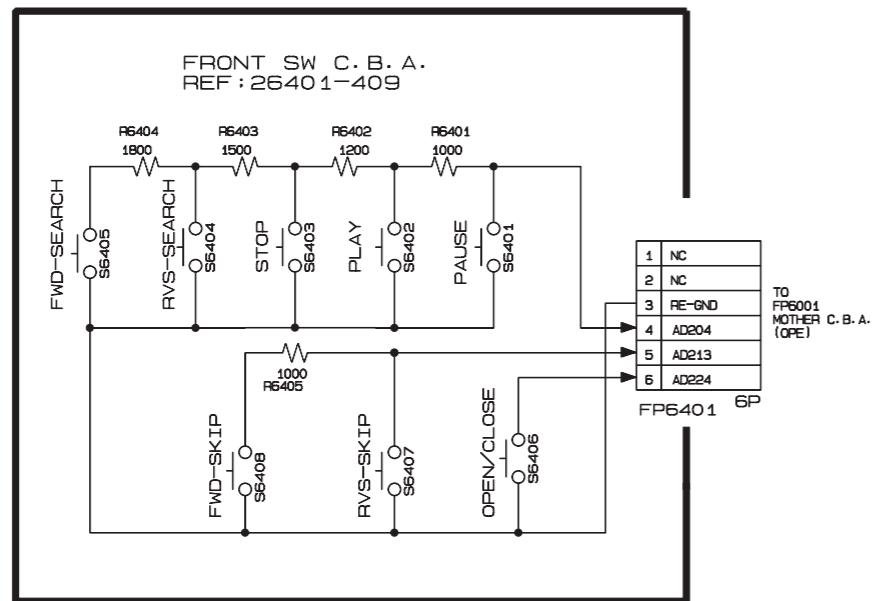 FRONT SW C.B.A.
REF:26401-409
R6404
1800
R6403
1500
R6402
1200
R6401
1000
FWD-SEARCH
S6405
RVS-SEARCH
S6404
STOP
S6403
PLAY
S6402
PAUSE
S6401
1 NC
2 NC
3 RE-GND
4 AD204
5 AD213
6 AD224
TO
FP6001
MOTHER C.B.A.
(OPE)
FP6401
6P
1000
R6405
FWD-SKIP
S6408
RVS-SKIP
S6407
OPEN/CLOSE
S6406